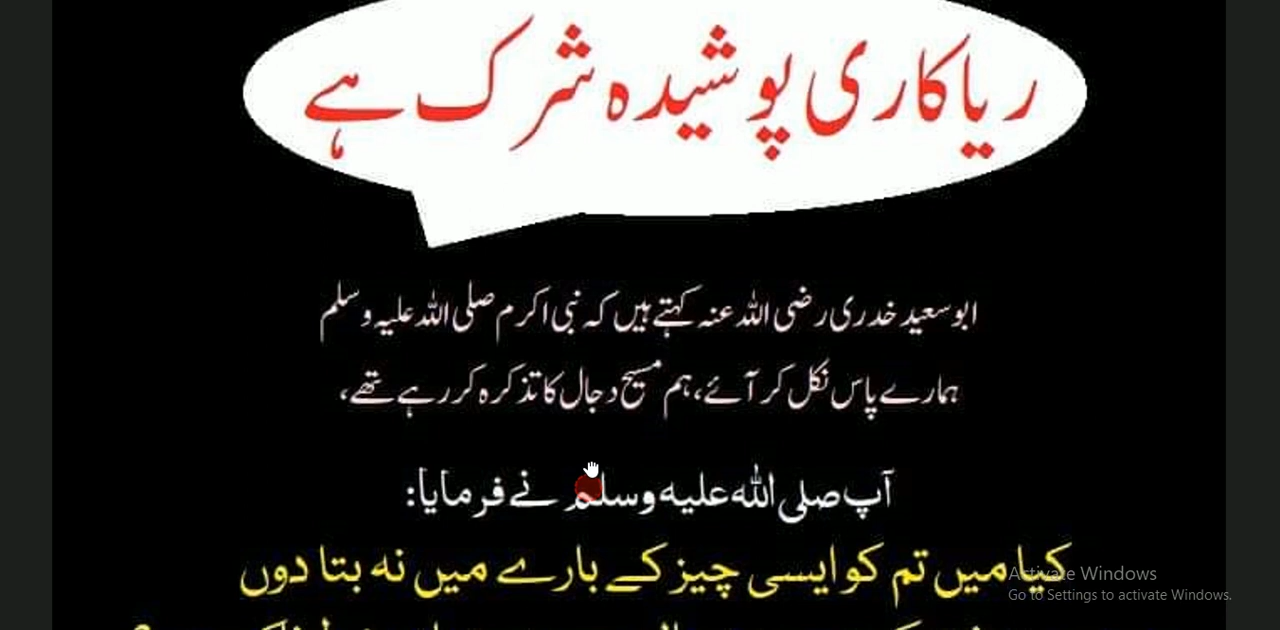 ریاکاری پوشیدہ شرک ہے
ابو سعید خدری رضی اللہ عنہ کہتے ہیں کہ نبی اکرم صلی اللہ علیہ وسلم
ہمارے پاس نکل کر آئے، ہم مسیح دجال کا تذکرہ کر رہے تھے،
آپ صلی اللہ علیہ وسلم نے فرمایا:
کیا میں تم کو ایسی چیز کے بارے میں نہ بتا دوں
Activate Windows
Go to Settings to activate Windows.